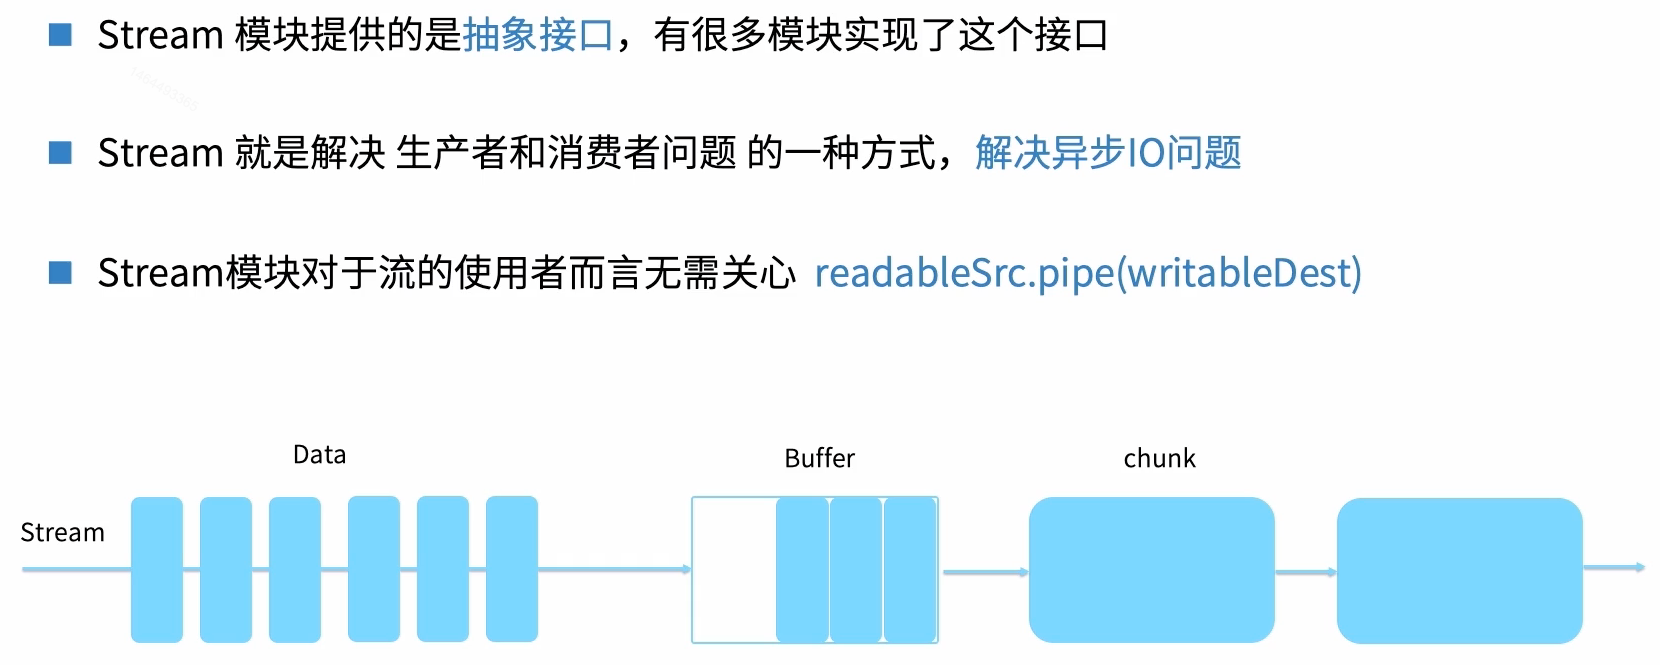 Stream 模块提供的是抽象接口，有很多模块实现了这个接口
Stream 就是解决 生产者和消费者问题 的一种方式，解决异步IO问题
Stream模块对于流的使用者而言无需关心 readableSrc.pipe(writableDest)
Data
Buffer
chunk
Stream